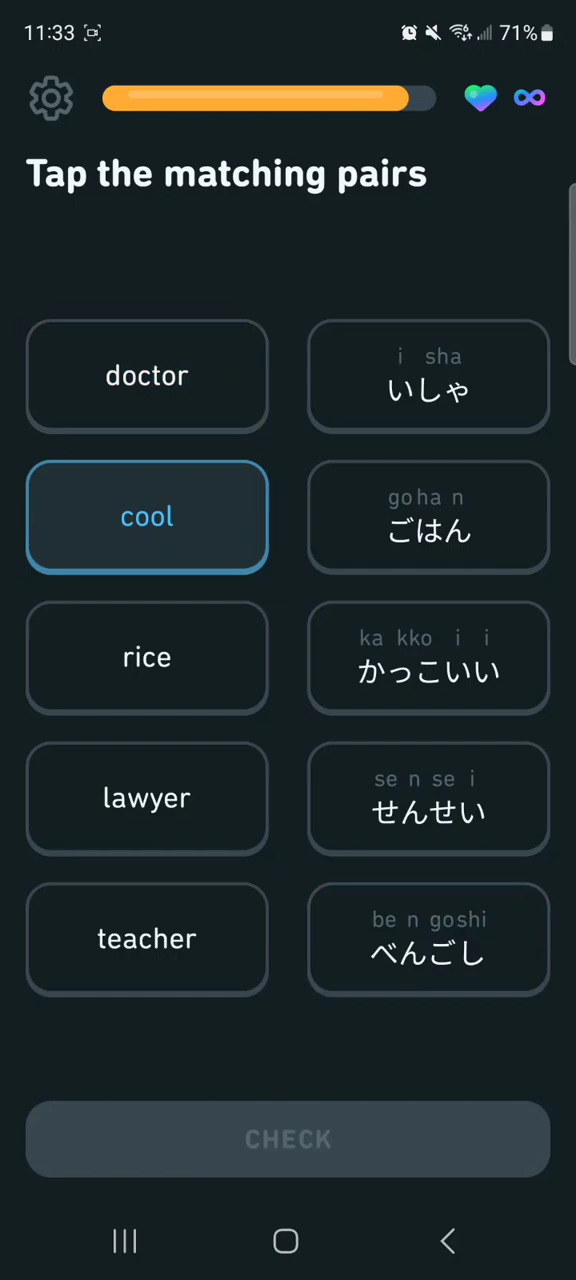 11:33 71%
Tap the matching pairs
doctor
i sha
いしゃ
cool
go ha n
ごはん
rice
ka kko i i
かっこいい
lawyer
se n se i
せんせい
teacher
be n go shi
べんごし
CHECK